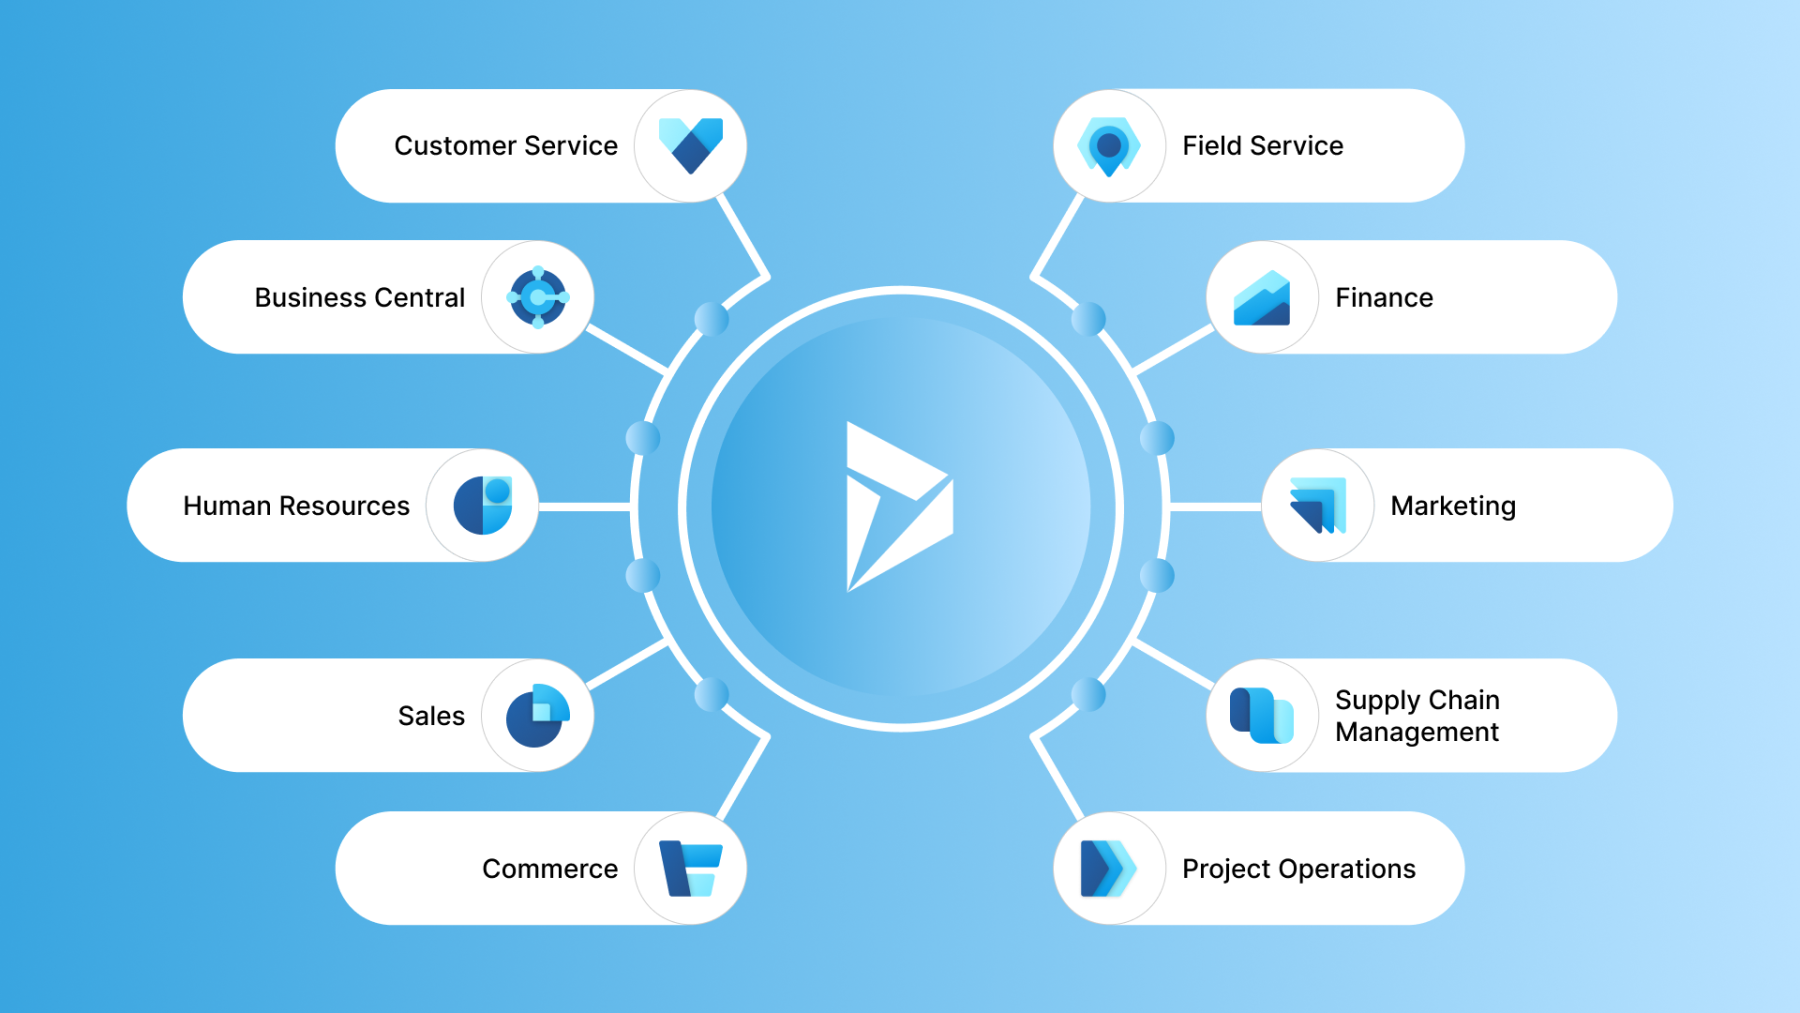 Customer Service
Field Service
Business Central
Finance
Human Resources
Marketing
Sales
Supply Chain
Management
Commerce
Project Operations